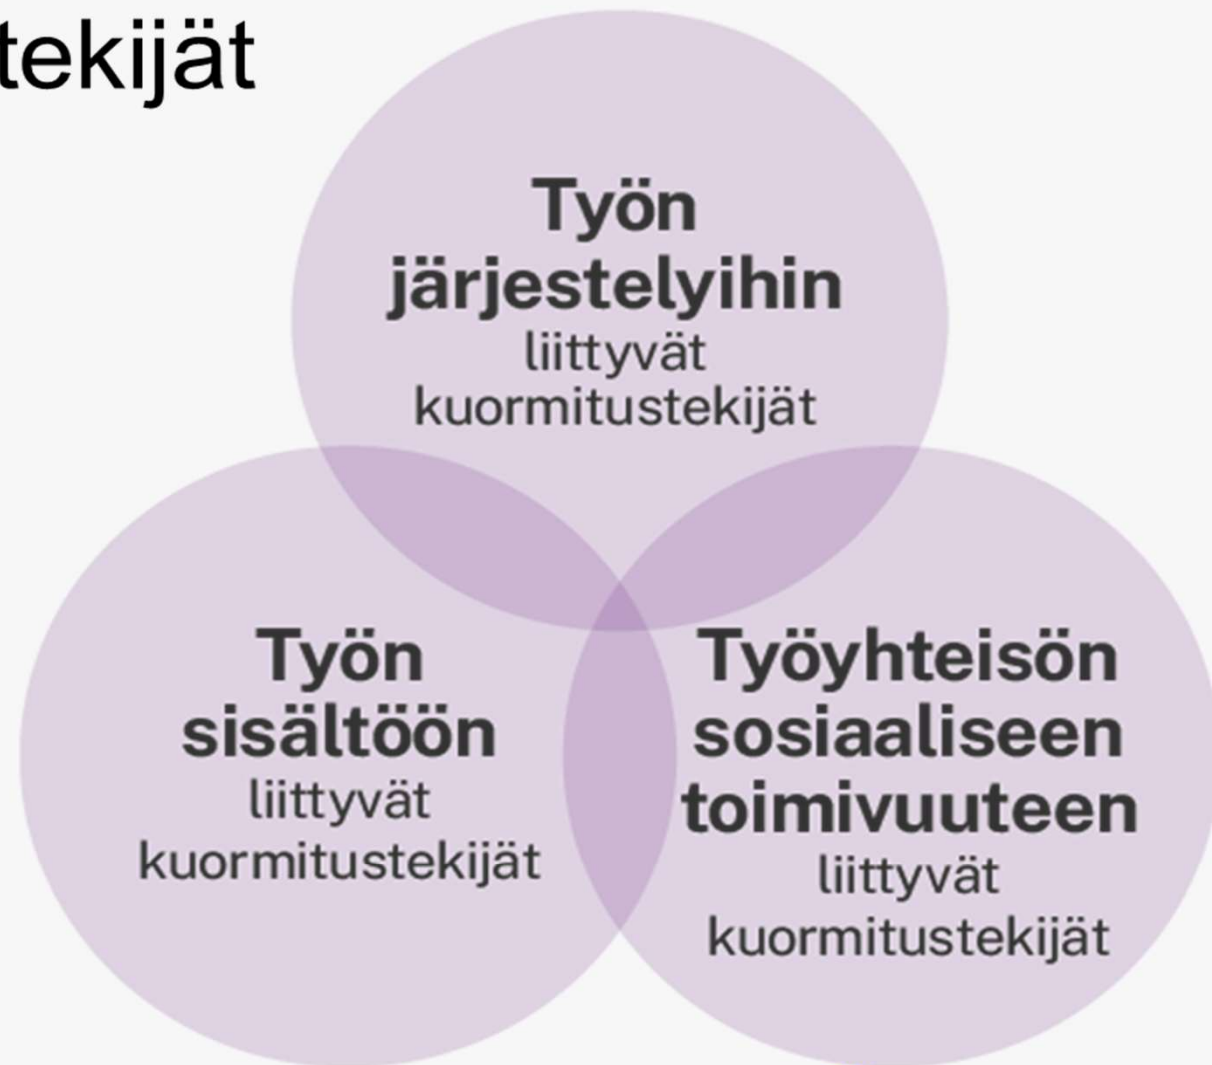 tekijät
Työn
järjestelyihin
liittyvät
kuormitustekijät
Työn
sisältöön
liittyvät
kuormitustekijät
Työyhteisön
sosiaaliseen
toimivuuteen
liittyvät
kuormitustekijät